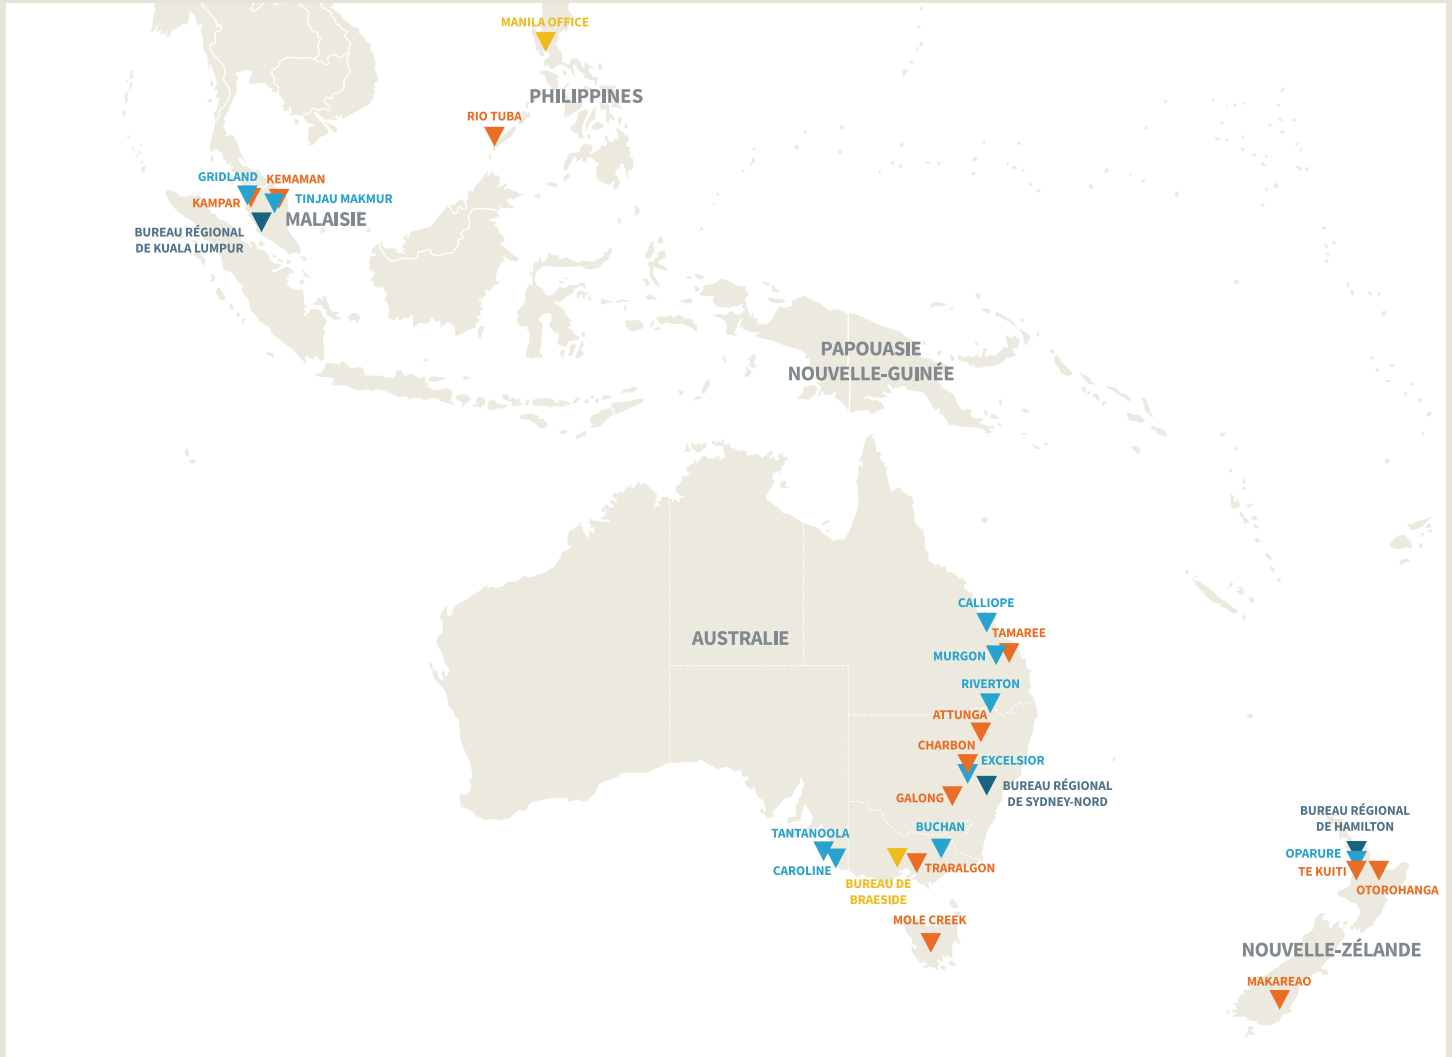 MANILA OFFICE
PHILIPPINES
RIO TUBA
GRIDLAND
KEMAMAN
KAMPAR
TINJAU MAKMUR
MALAISIE
BUREAU RÉGIONAL
DE KUALA LUMPUR
PAPOUASIE
NOUVELLE-GUINÉE
AUSTRALIE
CALLIOPE
TAMAREE
MURGON
RIVERTON
ATTUNGA
CHARBON
EXCELSIOR
BUREAU RÉGIONAL
DE SYDNEY-NORD
GALONG
BUCHAN
TANTANOOLA
CAROLINE
TRARALGON
BUREAU DE
BRAESIDE
MOLE CREEK
BUREAU RÉGIONAL
DE HAMILTON
OPARURE
TE KUITI
OTOROHANGA
NOUVELLE-ZÉLANDE
MAKAREAO